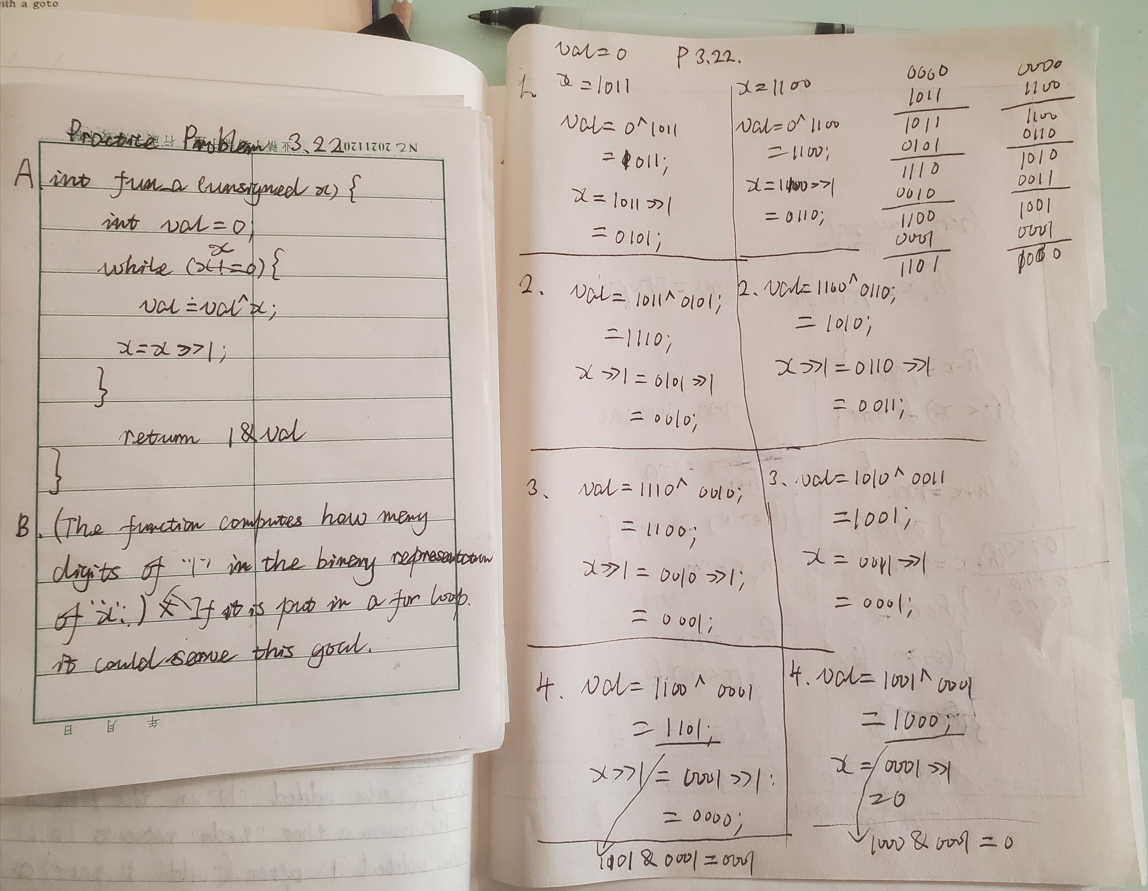 ith a goto
Practice Problem 3.22
NC 20211120
A int fun_a (unsigned x) {
int val = 0;
x
while (x != 0) {
val = val^x;
x = x >> 1;
}
return 1 & val
}
B. (The function computes how many
digits of "1" in the binary representation
of "x".) If it is put in a for loop.
it could serve this goal.
日 月 年
val = 0 P 3.22.
1. x = 1011
val = 0^1011
= 1011;
x = 1011 >> 1
= 0101;
x = 1100
val = 0^1100
= 1100;
x = 1100 >> 1
= 0110;
0000
1011
1011
0101
1110
0010
1100
0001
1101
0000
1100
1100
0110
1010
0011
1001
0001
1000
2. val = 1011^0101;
= 1110;
x >> 1 = 0101 >> 1
= 0010;
2. val = 1100^0110;
= 1010;
x >> 1 = 0110 >> 1
= 0011;
3. val = 1110^0010;
= 1100;
x >> 1 = 0010 >> 1;
= 0001;
3. val = 1010^0011
= 1001;
x = 0011 >> 1
= 0001;
4. val = 1100^0001
= 1101;
x >> 1 = 0001 >> 1:
= 0000;
1101 & 0001 = 0001
4. val = 1001^0001
= 1000;
x = 0001 >> 1
= 0
1000 & 0001 = 0